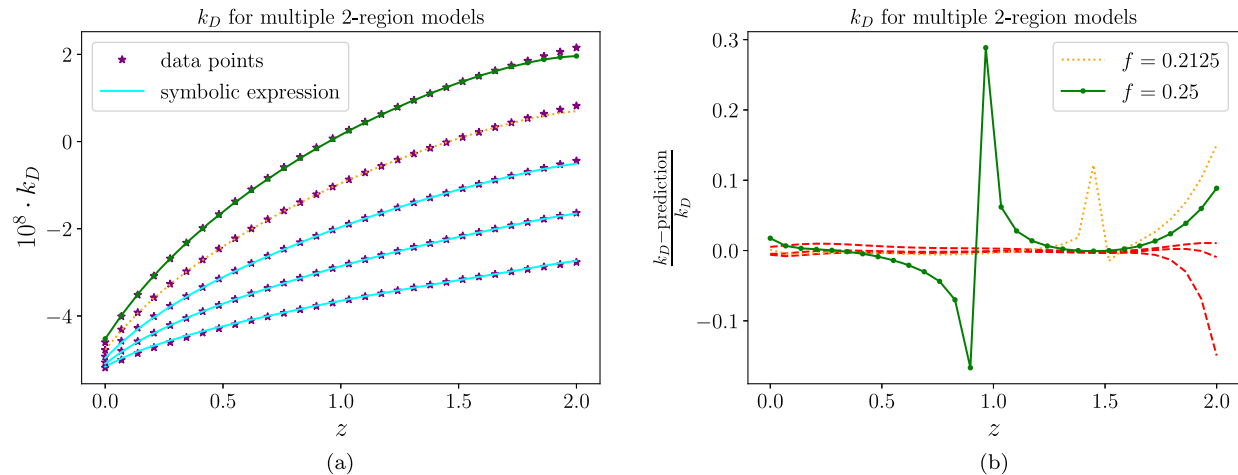 $k_D$ for multiple 2-region models
data points
symbolic expression
2
0
−2
−4
$10^8 \cdot k_D$
0.0 0.5 1.0 1.5 2.0
z
(a)
$k_D$ for multiple 2-region models
f = 0.2125
f = 0.25
0.3
0.2
0.1
0.0
−0.1
$\frac{k_D - \text{prediction}}{k_D}$
0.0 0.5 1.0 1.5 2.0
z
(b)